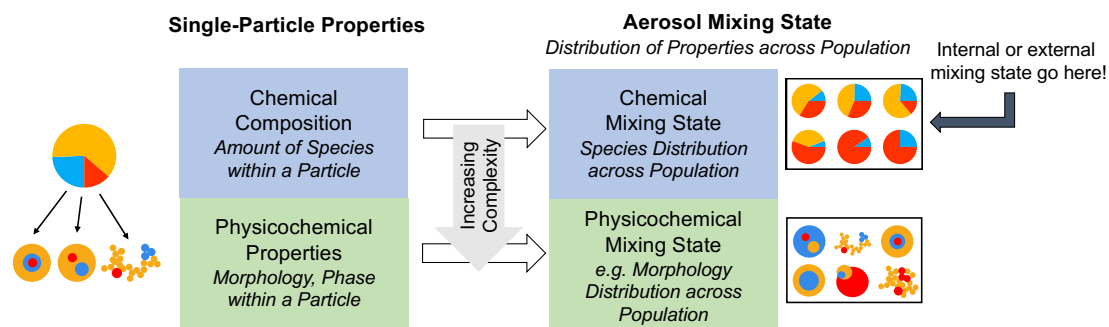 Single-Particle Properties
Aerosol Mixing State
Distribution of Properties across Population
Internal or external
mixing state go here!
Chemical
Composition
Amount of Species
within a Particle
Increasing
Complexity
Chemical
Mixing State
Species Distribution
across Population
Physicochemical
Properties
Morphology, Phase
within a Particle
Physicochemical
Mixing State
e.g. Morphology
Distribution across
Population